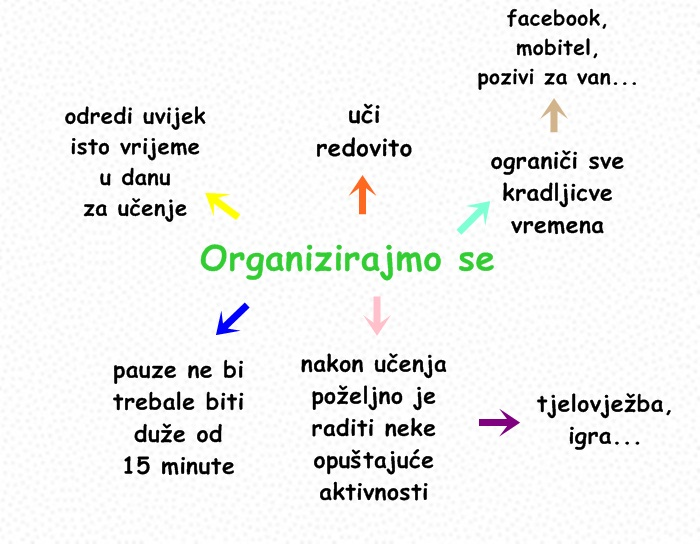 facebook,
mobitel,
pozivi za van...
odredi uvijek
isto vrijeme
u danu
za učenje
uči
redovito
ograniči sve
kradljicve
vremena
Organizirajmo se
pauze ne bi
trebale biti
duže od
15 minute
nakon učenja
poželjno je
raditi neke
opuštajuće
aktivnosti
tjelovježba,
igra...